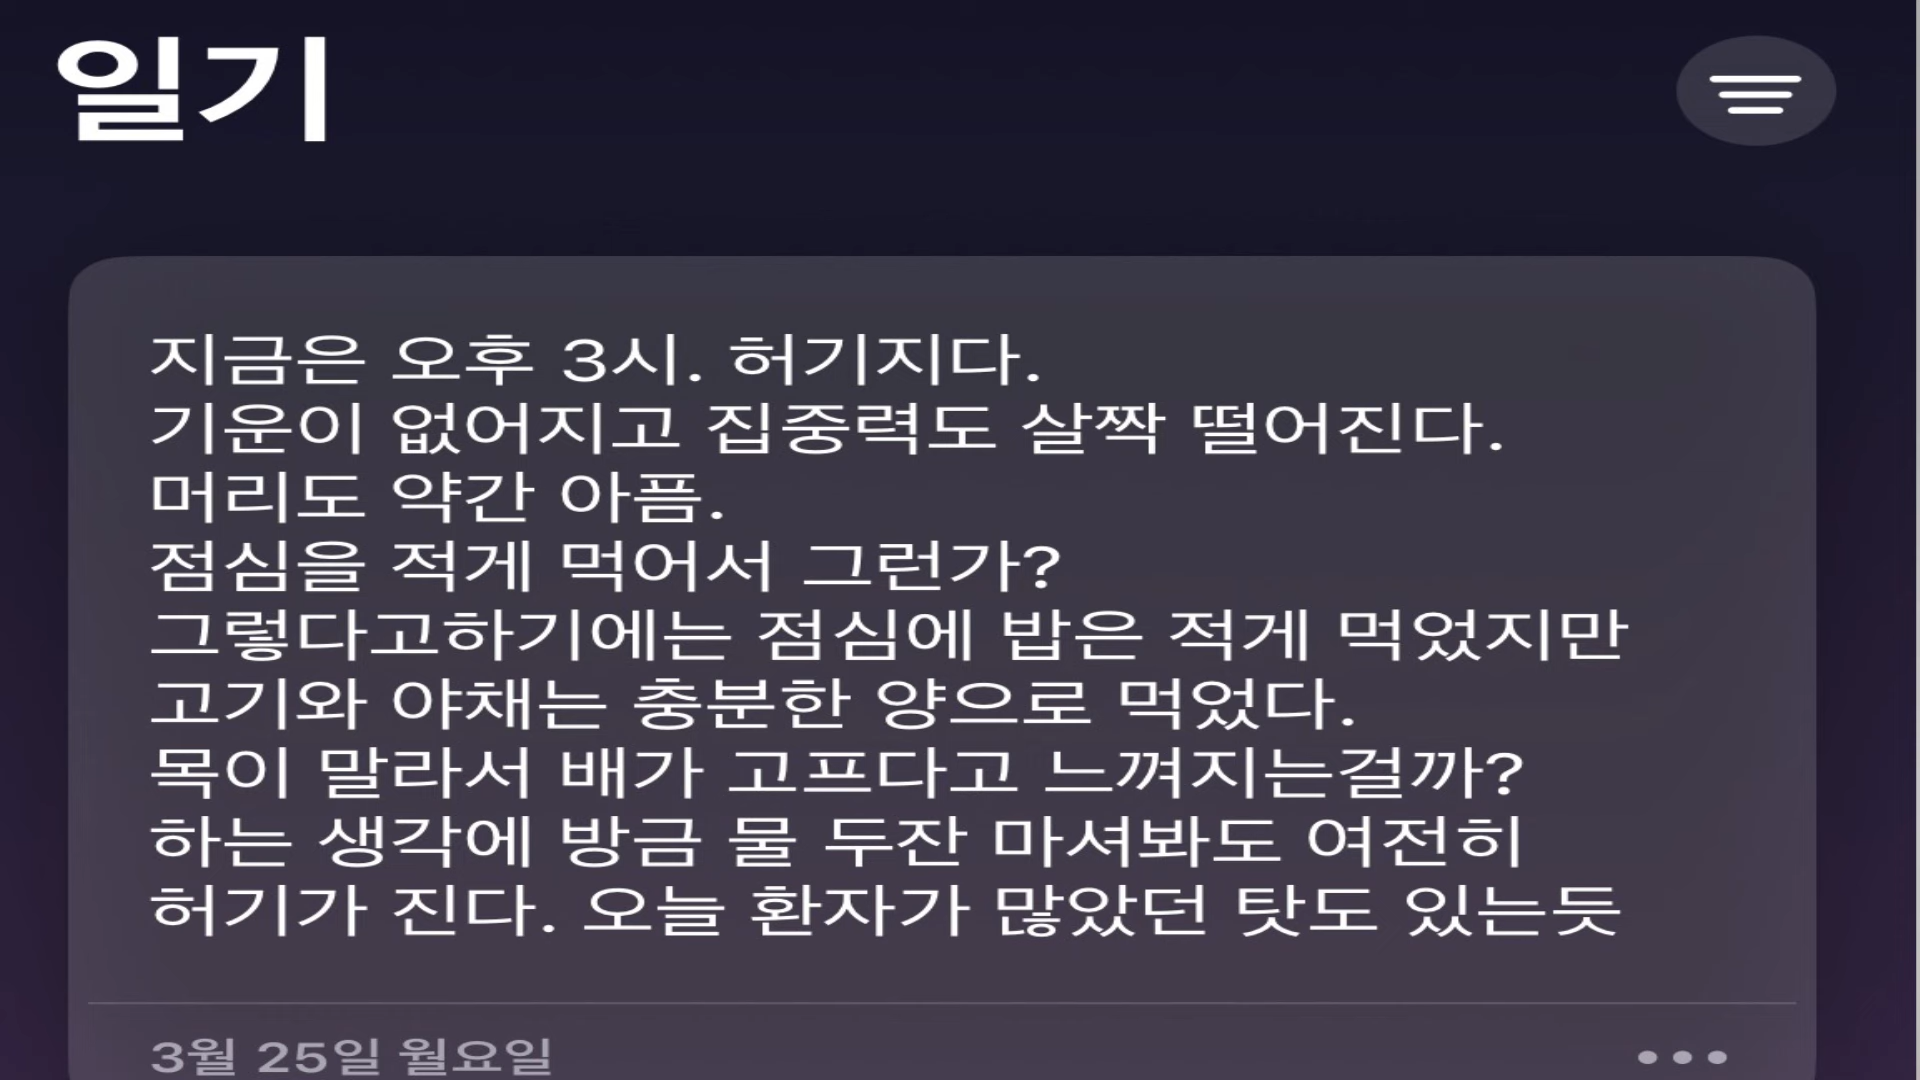 일기
지금은 오후 3시. 허기지다.
기운이 없어지고 집중력도 살짝 떨어진다.
머리도 약간 아픔.
점심을 적게 먹어서 그런가?
그렇다고하기에는 점심에 밥은 적게 먹었지만
고기와 야채는 충분한 양으로 먹었다.
목이 말라서 배가 고프다고 느껴지는걸까?
하는 생각에 방금 물 두잔 마셔봐도 여전히
허기가 진다. 오늘 환자가 많았던 탓도 있는듯
3월 25일 월요일